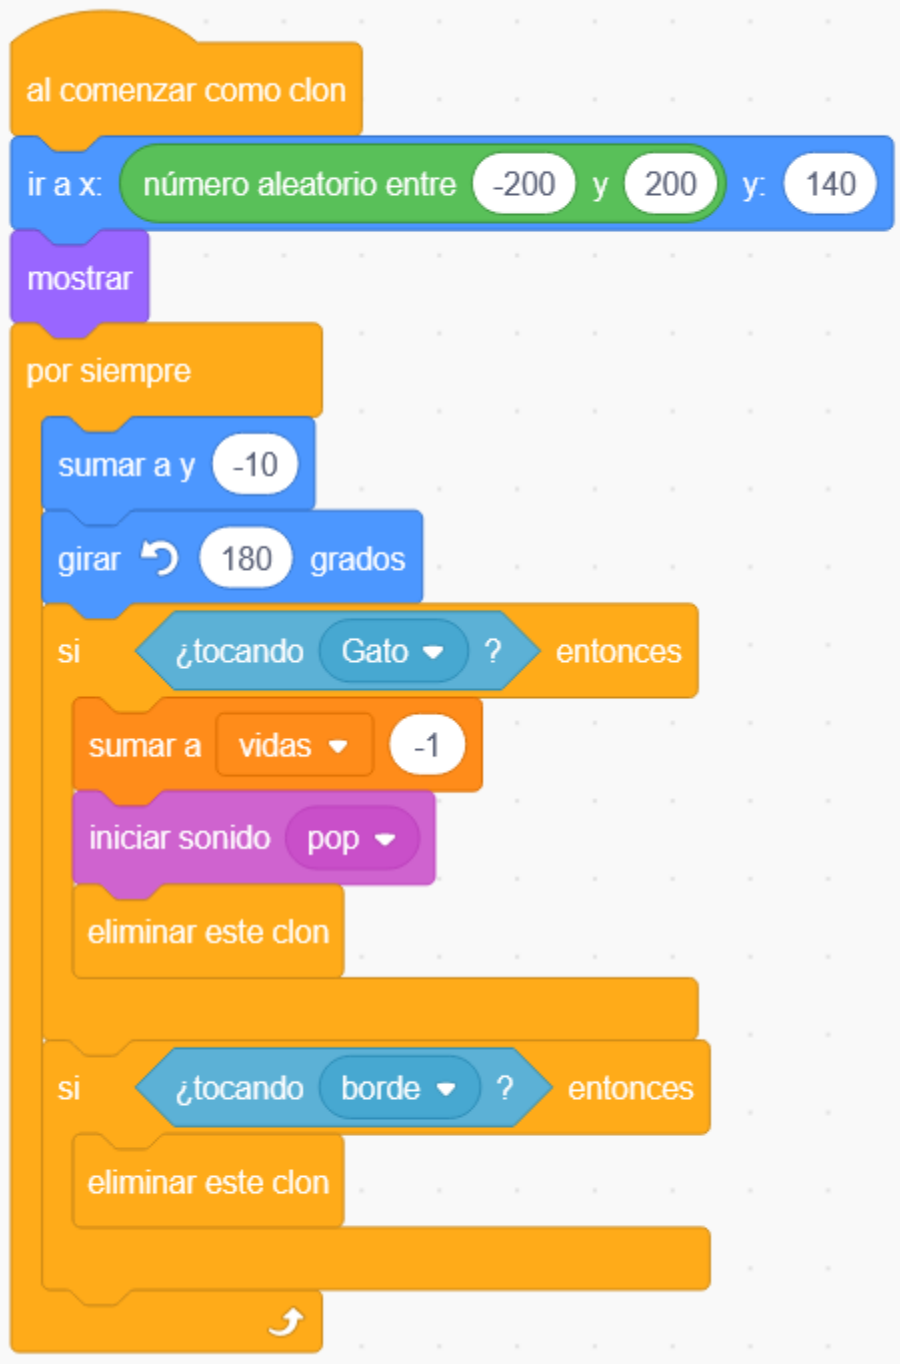 al comenzar como clon
ir a x: número aleatorio entre -200 y 200 y: 140
mostrar
por siempre
sumar a y -10
girar 180 grados
si ¿tocando Gato ? entonces
sumar a vidas -1
iniciar sonido pop
eliminar este clon
si ¿tocando borde ? entonces
eliminar este clon